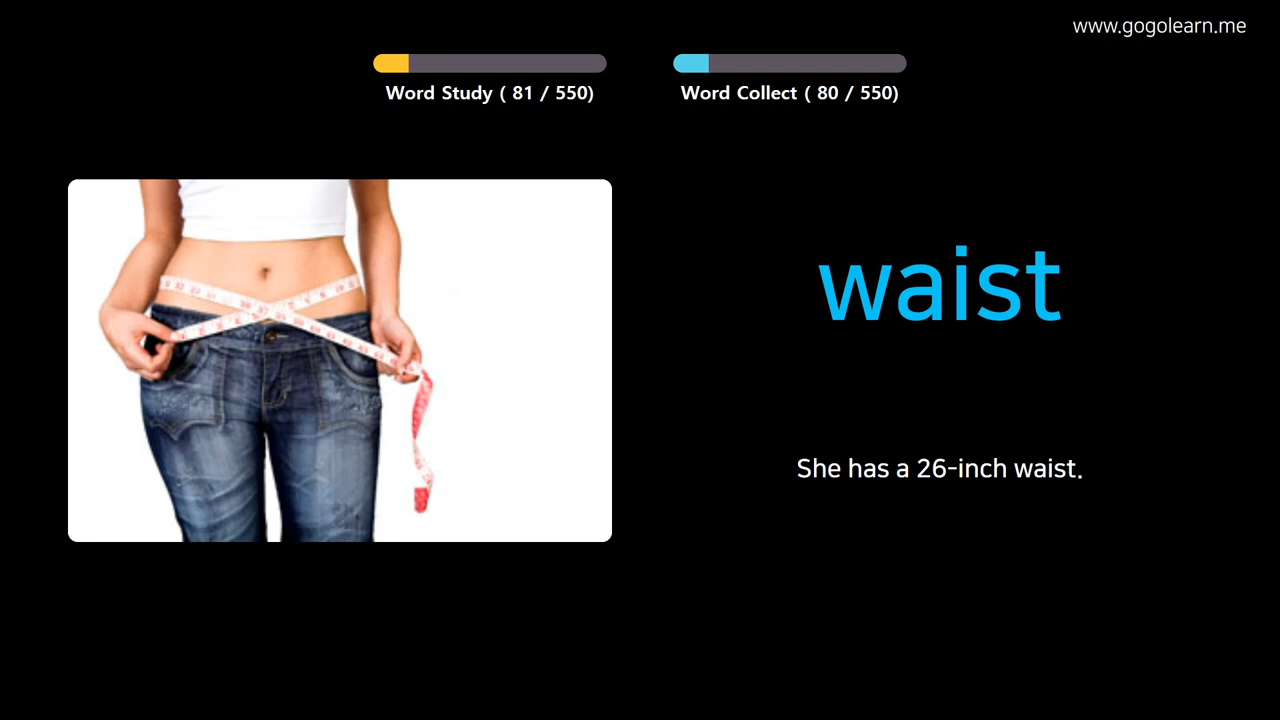 www.gogolearn.me
Word Study ( 81 / 550)
Word Collect ( 80 / 550)
waist
She has a 26-inch waist.